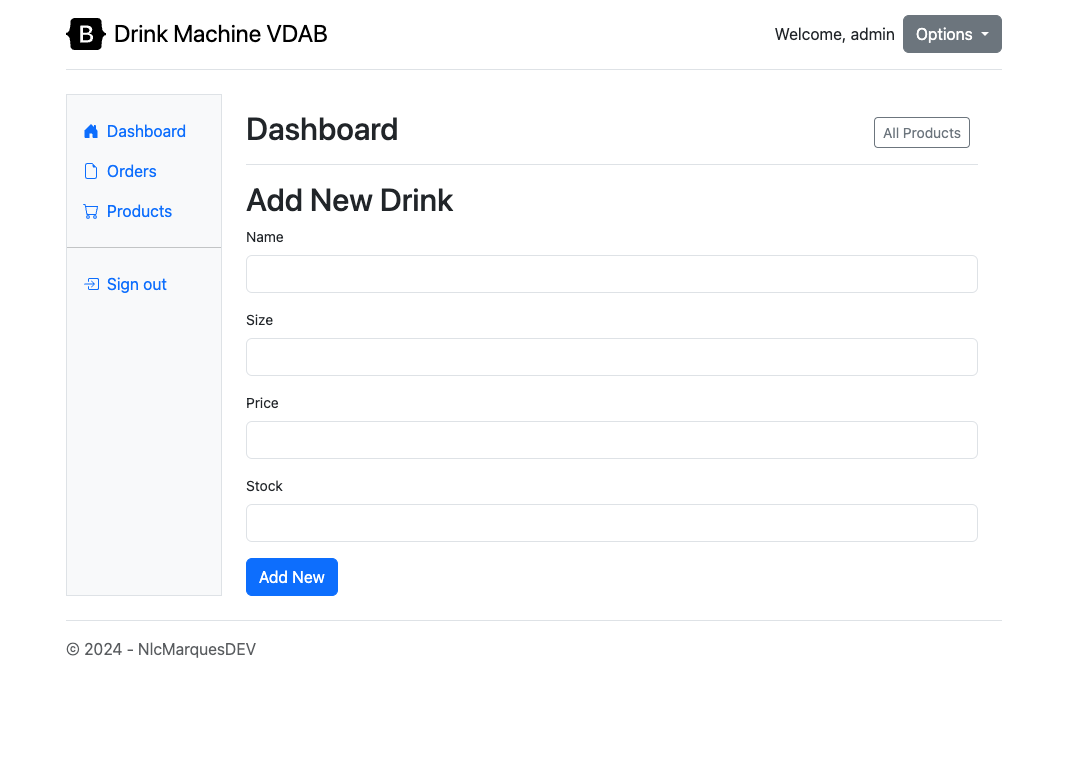 B Drink Machine VDAB
Welcome, admin Options
Dashboard
Orders
Products
Sign out
Dashboard
All Products
Add New Drink
Name
Size
Price
Stock
Add New
© 2024 - NlcMarquesDEV